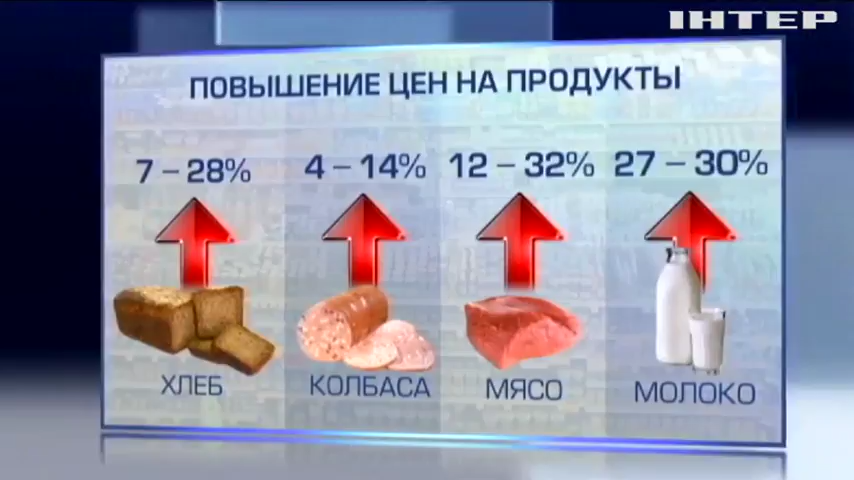 ІНТЕР
ПОВЫШЕНИЕ ЦЕН НА ПРОДУКТЫ
7 – 28% 4 – 14% 12 – 32% 27 – 30%
ХЛЕБ КОЛБАСА МЯСО МОЛОКО